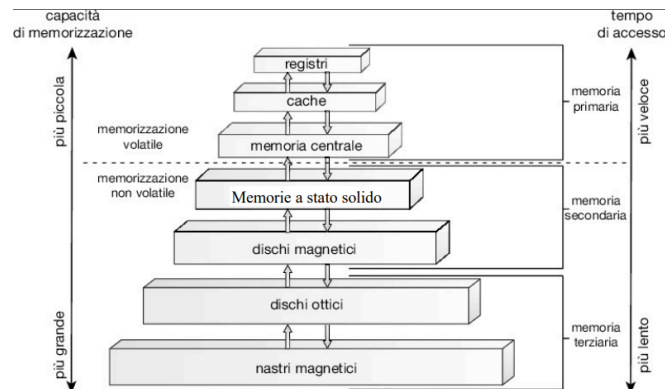 capacità
di memorizzazione
tempo
di accesso
registri
cache
memoria centrale
Memorie a stato solido
dischi magnetici
dischi ottici
nastri magnetici
più piccola
più grande
memorizzazione
volatile
memorizzazione
non volatile
memoria
primaria
memoria
secondaria
memoria
terziaria
più veloce
più lento